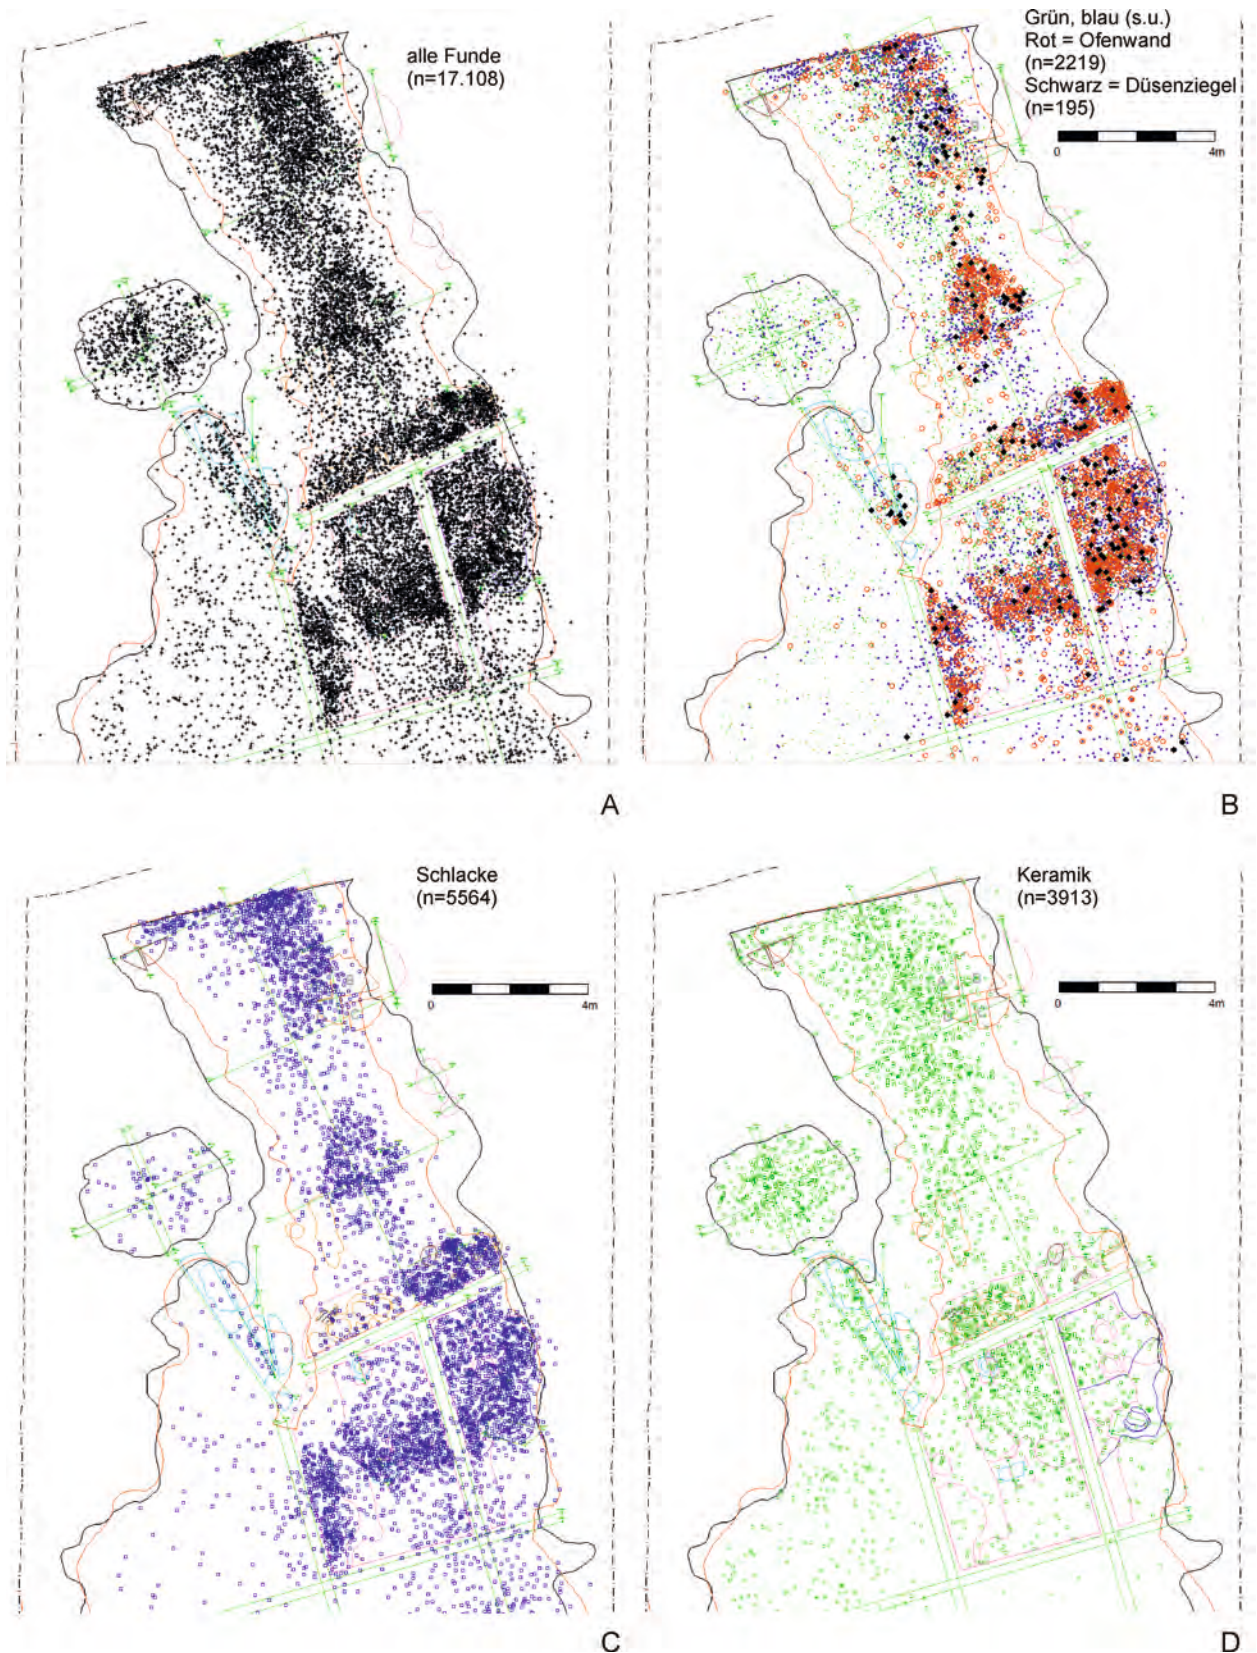 alle Funde
(n=17.108)
A
Grün, blau (s.u.)
Rot = Ofenwand
(n=2219)
Schwarz = Düsenziegel
(n=195)
0 4m
B
Schlacke
(n=5564)
0 4m
C
Keramik
(n=3913)
0 4m
D